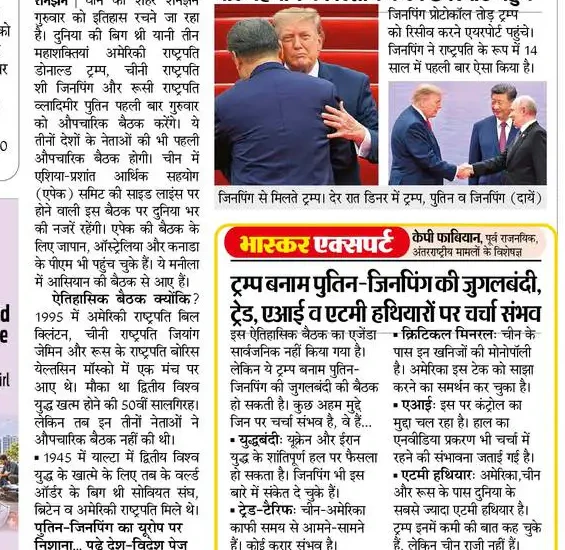 गुरूवार को इतिहास रचने जा रहा
है। दुनिया की बिग थ्री यानी तीन
महाशक्तियां अमेरिकी राष्ट्रपति
डोनाल्ड ट्रम्प, चीनी राष्ट्रपति
शी जिनपिंग और रूसी राष्ट्रपति
व्लादिमीर पुतिन पहली बार गुरुवार
को औपचारिक बैठक करेंगे। ये
तीनों देशों के नेताओं की भी पहली
औपचारिक बैठक होगी। चीन में
एशिया-प्रशांत आर्थिक सहयोग
(एपेक) समिट की साइड लाइंस पर
होने वाली इस बैठक पर दुनिया भर
की नजरें रहेंगी। एपेक की बैठक के
लिए जापान, ऑस्ट्रेलिया और कनाडा
के पीएम भी पहुंच चुके हैं। ये मनीला
में आसियान की बैठक से आए हैं।
ऐतिहासिक बैठक क्योंकि?
1995 में अमेरिकी राष्ट्रपति बिल
क्लिंटन, चीनी राष्ट्रपति जियांग
जेमिन और रूस के राष्ट्रपति बोरिस
येल्तसिन मॉस्को में एक मंच पर
आए थे। मौका था द्वितीय विश्व
युद्ध खत्म होने की 50वीं सालगिरह।
लेकिन तब इन तीनों नेताओं ने
औपचारिक बैठक नहीं की थी।
▪ 1945 में याल्टा में द्वितीय विश्व
युद्ध के खात्मे के लिए तब के वर्ल्ड
ऑर्डर के बिग थ्री सोवियत संघ,
ब्रिटेन व अमेरिकी राष्ट्रपति मिले थे।
पुतिन-जिनपिंग का यूरोप पर
निशाना... पढ़ें देश-विदेश पेज
जिनपिंग प्रोटोकॉल तोड़ ट्रम्प
को रिसीव करने एयरपोर्ट पहुंचे।
जिनपिंग ने राष्ट्रपति के रूप में 14
साल में पहली बार ऐसा किया है।
जिनपिंग से मिलते ट्रम्प। देर रात डिनर में ट्रम्प, पुतिन व जिनपिंग (दायें)
भास्कर एक्सपर्ट
केपी फाबियान, पूर्व राजनयिक,
अंतरराष्ट्रीय मामलों के विशेषज्ञ
ट्रम्प बनाम पुतिन-जिनपिंग की जुगलबंदी,
ट्रेड, एआई व एटमी हथियारों पर चर्चा संभव
इस ऐतिहासिक बैठक का एजेंडा
सार्वजनिक नहीं किया गया है।
लेकिन ये ट्रम्प बनाम पुतिन-
जिनपिंग की जुगलबंदी की बैठक
हो सकती है। कुछ अहम मुद्दे
जिन पर चर्चा संभव है, वे हैं...
▪ युद्धबंदी: यूक्रेन और ईरान
युद्ध के शांतिपूर्ण हल पर फैसला
हो सकता है। जिनपिंग भी इस
बारे में संकेत दे चुके हैं।
▪ ट्रेड-टैरिफ: चीन-अमेरिका
काफी समय से आमने-सामने
हैं। कोई करार संभव है।
▪ क्रिटिकल मिनरल: चीन के
पास इन खनिजों की मोनोपॉली
है। अमेरिका इस टेक को साझा
करने का समर्थन कर चुका है।
▪ एआई: इस पर कंट्रोल का
मुद्दा चल रहा है। हाल का
एनवीडिया प्रकरण भी चर्चा में
रहने की संभावना जताई गई है।
▪ एटमी हथियार: अमेरिका,चीन
और रूस के पास दुनिया के
सबसे ज्यादा एटमी हथियार है।
ट्रम्प इनमें कमी की बात कह चुके
हैं, लेकिन चीन राजी नहीं है।